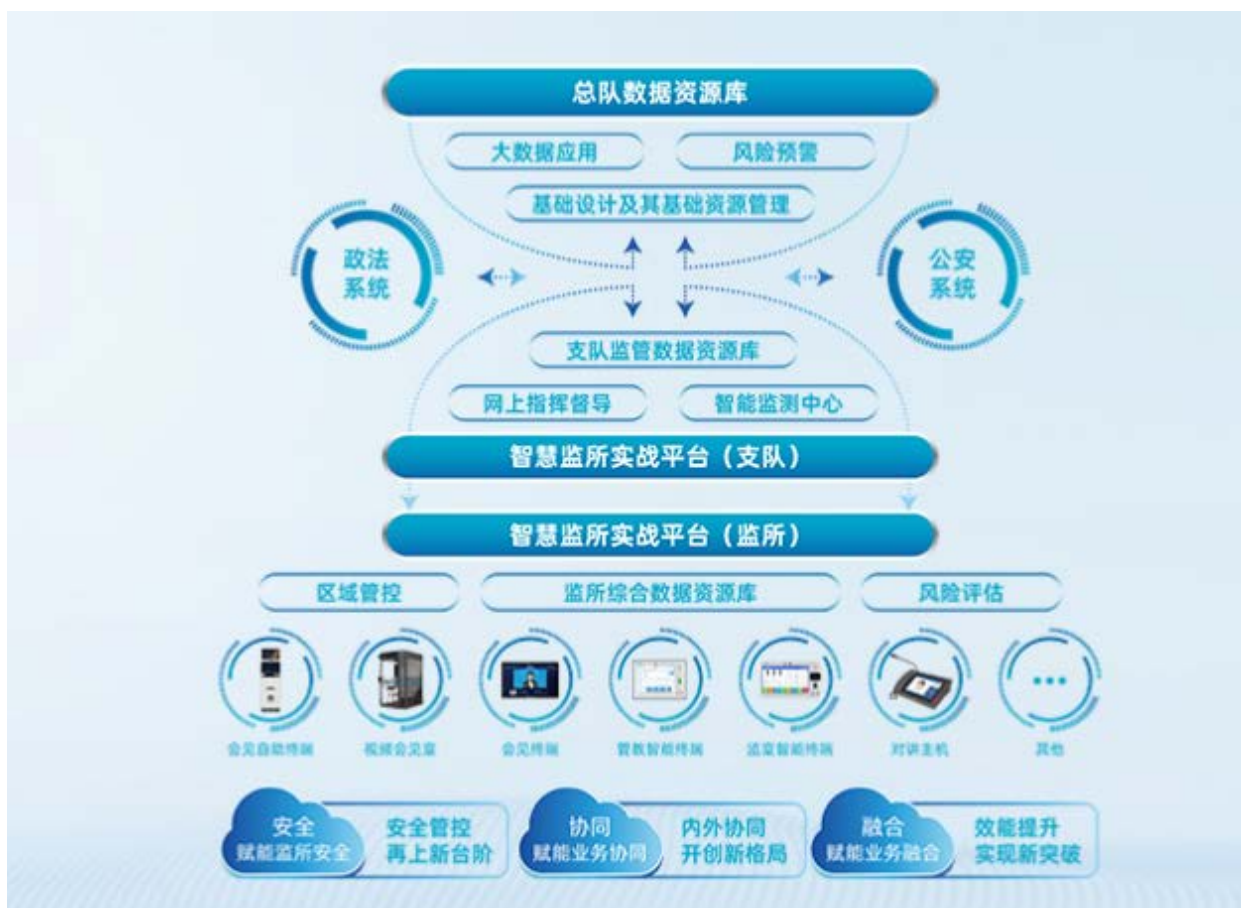 总队数据资源库
大数据应用
风险预警
基础设计及其基础资源管理
政法
系统
公安
系统
支队监管数据资源库
网上指挥督导
智能监测中心
智慧监所实战平台（支队）
智慧监所实战平台（监所）
区域管控
监所综合数据资源库
风险评估
会见自助终端
视频会见室
会见终端
管教智能终端
监室智能终端
对讲主机
其他
安全
赋能监所安全
安全管控
再上新台阶
协同
赋能业务协同
内外协同
开创新格局
融合
赋能业务融合
效能提升
实现新突破